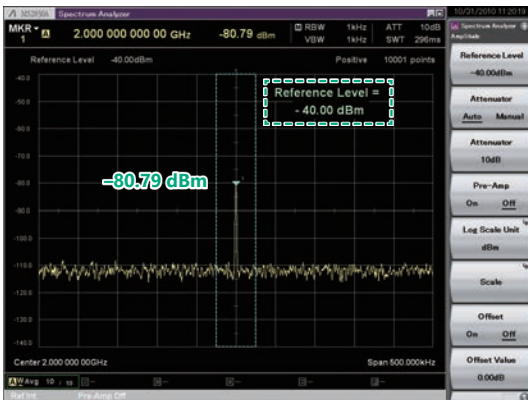 MS2850A Spectrum Analyzer
10/31/2010 11:20:19
MKR
1
A
2.000 000 000 00 GHz
-80.79 dBm
RBW 1kHz
VBW 1kHz
ATT 10dB
SWT 296ms
Reference Level -40.00dBm
Positive
10001 points
Reference Level =
- 40.00 dBm
–80.79 dBm
-40.0
-50.0
-60.0
-70.0
-80.0
-90.0
-100.0
-110.0
-120.0
-130.0
-140.0
Center 2.000 000 00GHz
Span 500.000kHz
Avg 10 / 10
Ref.Int
Pre-Amp Off
Spectrum Analyzer
Amplitude
Reference Level
-40.00dBm
Attenuator
Auto Manual
Attenuator
10dB
Pre-Amp
On Off
Log Scale Unit
dBm
Scale
Offset
On Off
Offset Value
0.00dB